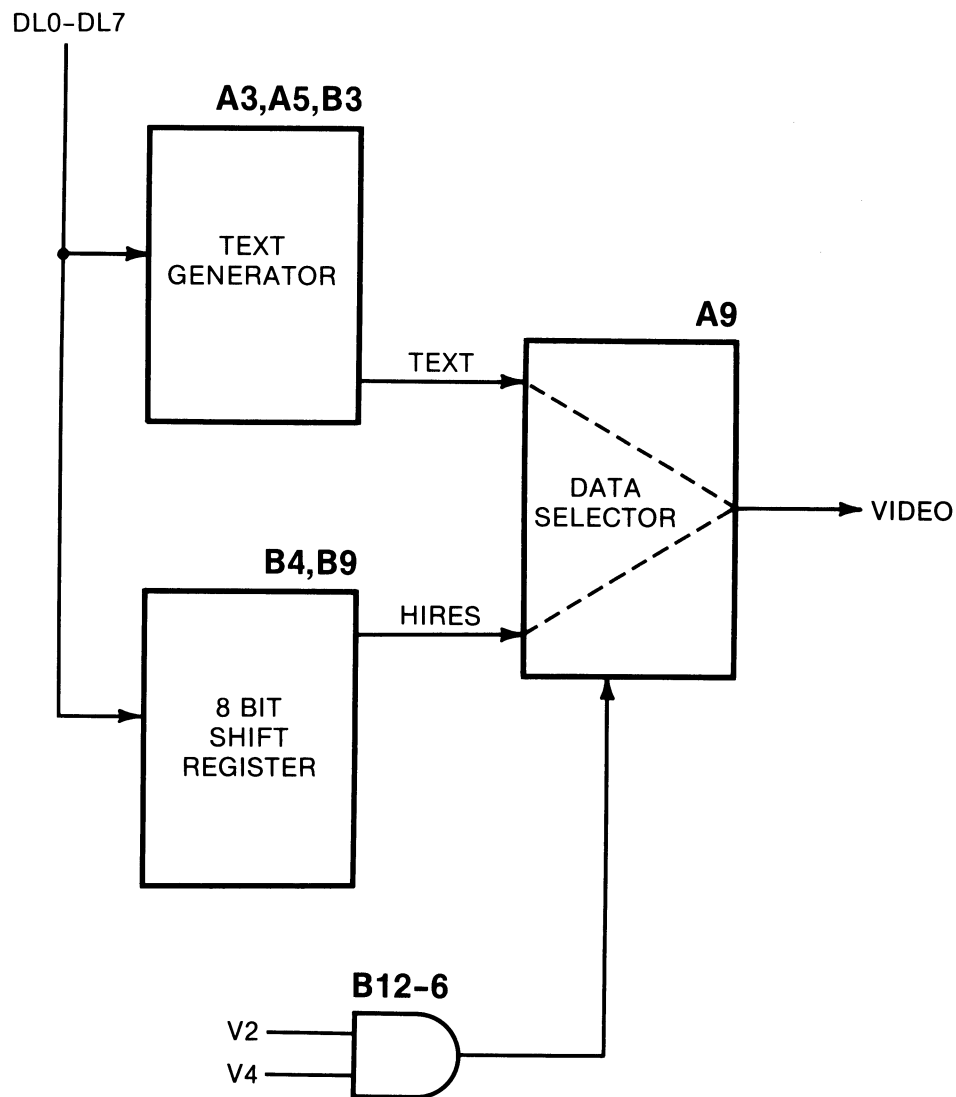 DL0-DL7
A3,A5,B3
TEXT
GENERATOR
A9
TEXT
DATA
SELECTOR
VIDEO
B4,B9
HIRES
8 BIT
SHIFT
REGISTER
B12-6
V2
V4